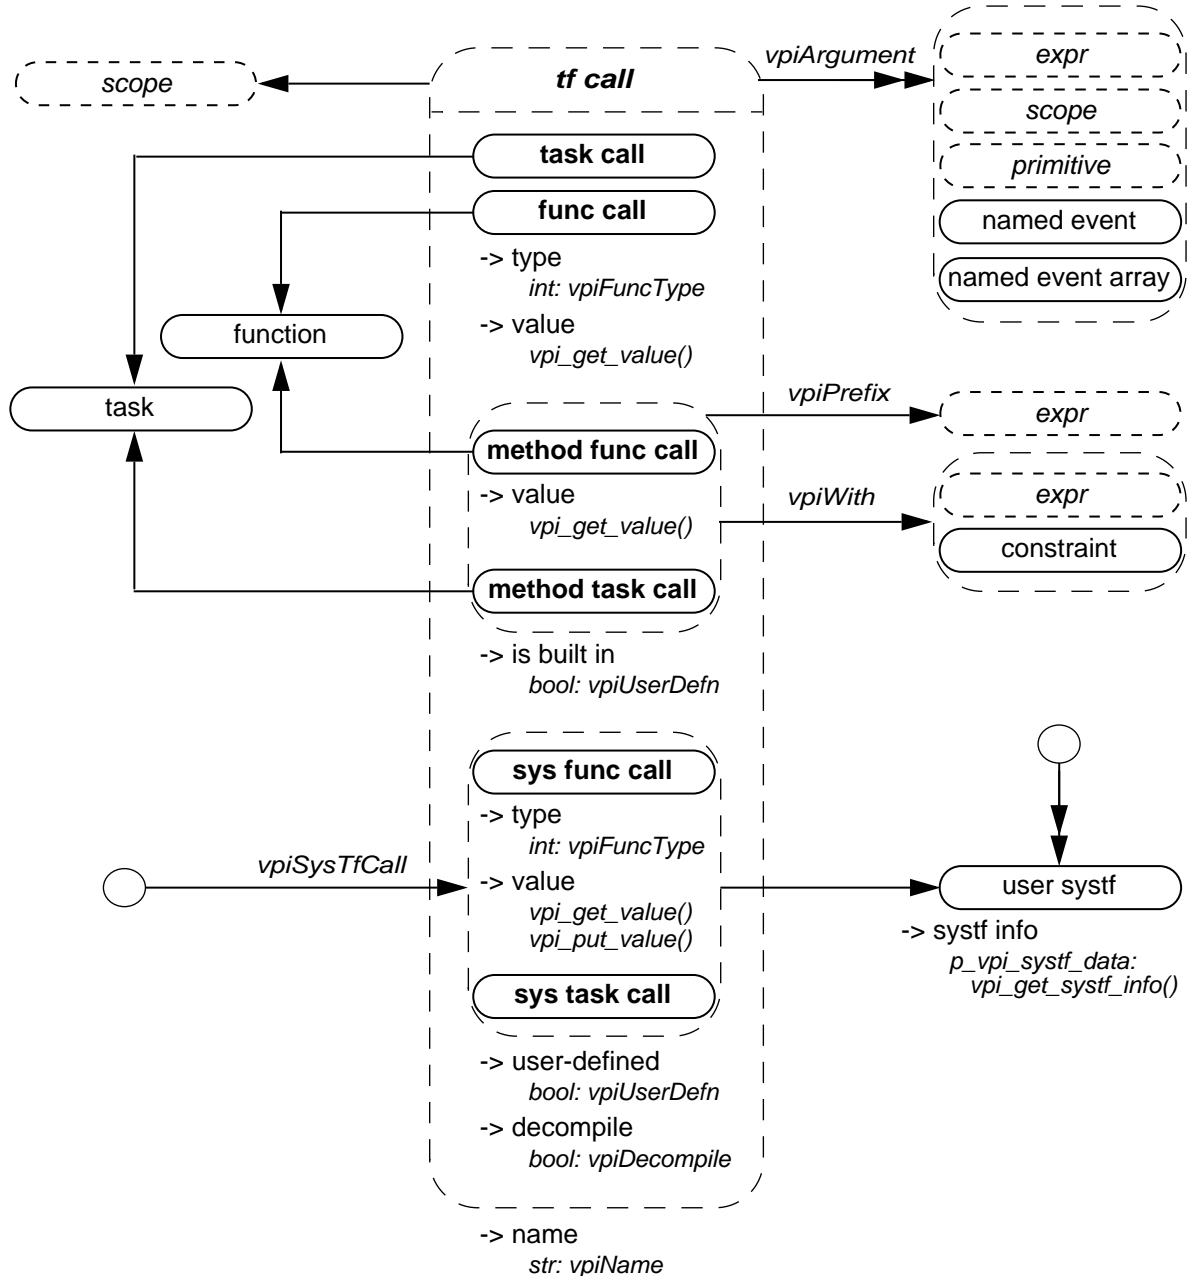 scope
tf call
vpiArgument
expr
scope
primitive
named event
named event array
task call
func call
-> type
int: vpiFuncType
-> value
vpi_get_value()
function
task
vpiPrefix
expr
method func call
-> value
vpi_get_value()
vpiWith
expr
constraint
method task call
-> is built in
bool: vpiUserDefn
sys func call
-> type
int: vpiFuncType
vpiSysTfCall
-> value
vpi_get_value()
vpi_put_value()
user systf
-> systf info
p_vpi_systf_data:
vpi_get_systf_info()
sys task call
-> user-defined
bool: vpiUserDefn
-> decompile
bool: vpiDecompile
-> name
str: vpiName